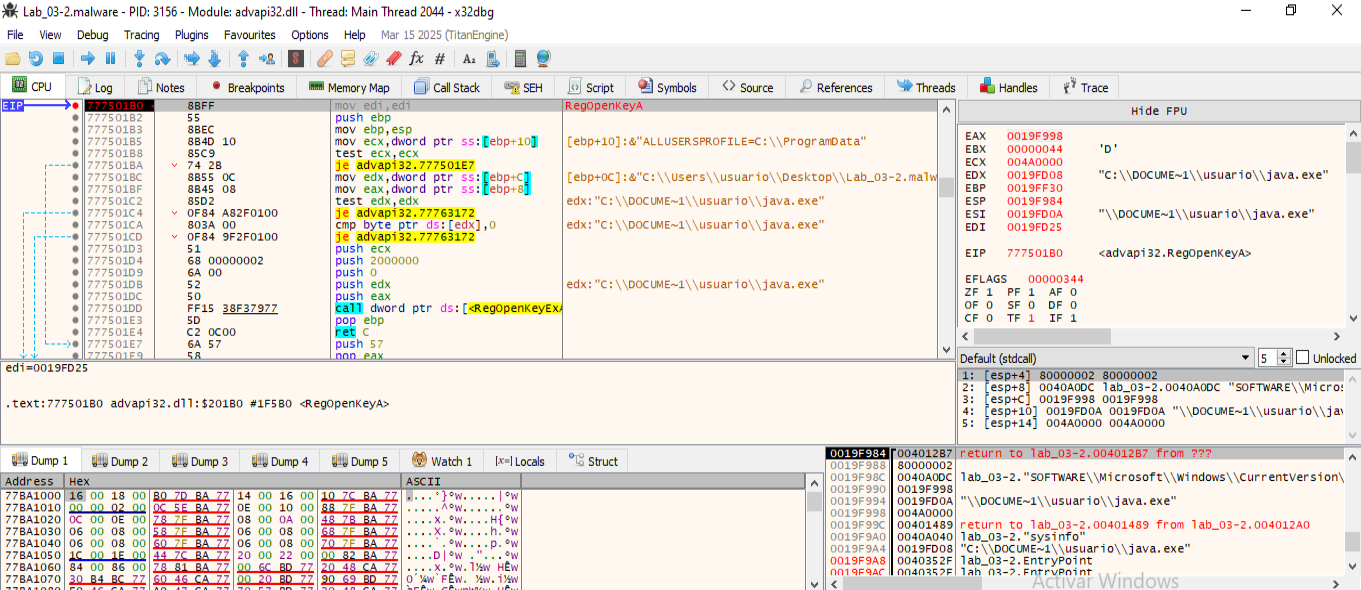 Lab_03-2.malware - PID: 3156 - Module: advapi32.dll - Thread: Main Thread 2044 - x32dbg
File View Debug Tracing Plugins Favourites Options Help Mar 15 2025 (TitanEngine)
CPU Log Notes Breakpoints Memory Map Call Stack SEH Script Symbols Source References Threads Handles Trace
EIP
777501B0 8BFF mov edi,edi RegOpenKeyA
777501B2 55 push ebp
777501B3 8BEC mov ebp,esp
777501B5 8B4D 10 mov ecx,dword ptr ss:[ebp+10] [ebp+10]:&"ALLUSERSPROFILE=C:\\ProgramData"
777501B8 85C9 test ecx,ecx
777501BA 74 2B je advapi32.777501E7
777501BC 8B55 0C mov edx,dword ptr ss:[ebp+C] [ebp+0C]:&"C:\\Users\\usuario\\Desktop\\Lab_03-2.malw
777501BF 8B45 08 mov eax,dword ptr ss:[ebp+8]
777501C2 85D2 test edx,edx edx:"C:\\DOCUME~1\\usuario\\java.exe"
777501C4 0F84 A82F0100 je advapi32.77763172
777501CA 803A 00 cmp byte ptr ds:[edx],0 edx:"C:\\DOCUME~1\\usuario\\java.exe"
777501CD 0F84 9F2F0100 je advapi32.77763172
777501D3 51 push ecx
777501D4 68 00000002 push 2000000
777501D9 6A 00 push 0
777501DB 52 push edx edx:"C:\\DOCUME~1\\usuario\\java.exe"
777501DC 50 push eax
777501DD FF15 38F37977 call dword ptr ds:[<RegOpenKeyExA
777501E3 5D pop ebp
777501E4 C2 0C00 ret C
777501E7 6A 57 push 57
777501E9 58 pop eax
Hide FPU
EAX 0019F998
EBX 00000044 'D'
ECX 004A0000
EDX 0019FD08 "C:\\DOCUME~1\\usuario\\java.exe"
EBP 0019FF30
ESP 0019F984
ESI 0019FD0A "\\DOCUME~1\\usuario\\java.exe"
EDI 0019FD25
EIP 777501B0 <advapi32.RegOpenKeyA>
EFLAGS 00000344
ZF 1 PF 1 AF 0
OF 0 SF 0 DF 0
CF 0 TF 1 IF 1
Default (stdcall) 5 Unlocked
1: [esp+4] 80000002 80000002
2: [esp+8] 0040A0DC lab_03-2.0040A0DC "SOFTWARE\\Micros
3: [esp+C] 0019F998 0019F998
4: [esp+10] 0019FD0A 0019FD0A "\\DOCUME~1\\usuario\\jav
5: [esp+14] 004A0000 004A0000
edi=0019FD25
.text:777501B0 advapi32.dll:$201B0 #1F5B0 <RegOpenKeyA>
Dump 1 Dump 2 Dump 3 Dump 4 Dump 5 Watch 1 Locals Struct
Address Hex ASCII
77BA1000 16 00 18 00 B0 7D BA 77 14 00 16 00 10 7C BA 77
77BA1010 00 00 02 00 0C 5E BA 77 0E 00 10 00 88 7F BA 77
77BA1020 0C 00 0E 00 78 7F BA 77 08 00 0A 00 48 7B BA 77
77BA1030 06 00 08 00 58 7F BA 77 06 00 08 00 68 7F BA 77
77BA1040 06 00 08 00 60 7F BA 77 06 00 08 00 70 7F BA 77
77BA1050 1C 00 1E 00 44 7C BA 77 20 00 22 00 00 82 BA 77
77BA1060 84 00 86 00 78 81 BA 77 00 6C BD 77 20 48 CA 77
77BA1070 30 B4 BC 77 60 46 CA 77 00 20 BD 77 90 69 BD 77
0019F984 004012B7 return to lab_03-2.004012B7 from ???
0019F988 80000002
0019F98C 0040A0DC lab_03-2."SOFTWARE\\Microsoft\\Windows\\CurrentVersion\
0019F990 0019F998
0019F994 0019FD0A "\\DOCUME~1\\usuario\\java.exe"
0019F998 004A0000
0019F99C 00401489 return to lab_03-2.00401489 from lab_03-2.004012A0
0019F9A0 0040A040 lab_03-2."sysinfo"
0019F9A4 0019FD08 "C:\\DOCUME~1\\usuario\\java.exe"
0019F9A8 0040352F lab_03-2.EntryPoint
0019F9AC 0040352F lab_03-2.EntryPoint
Activar Windows